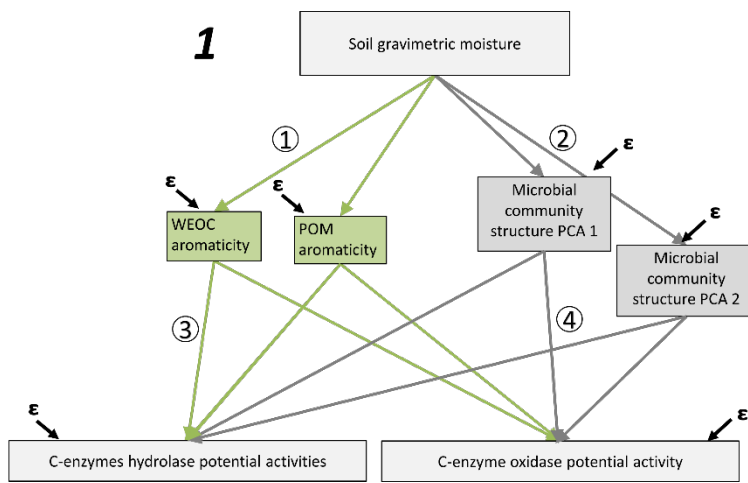 1
Soil gravimetric moisture
①
②
ε
ε
ε
ε
WEOC
aromaticity
POM
aromaticity
Microbial
community
structure PCA 1
Microbial
community
structure PCA 2
③
④
ε
ε
C-enzymes hydrolase potential activities
C-enzyme oxidase potential activity